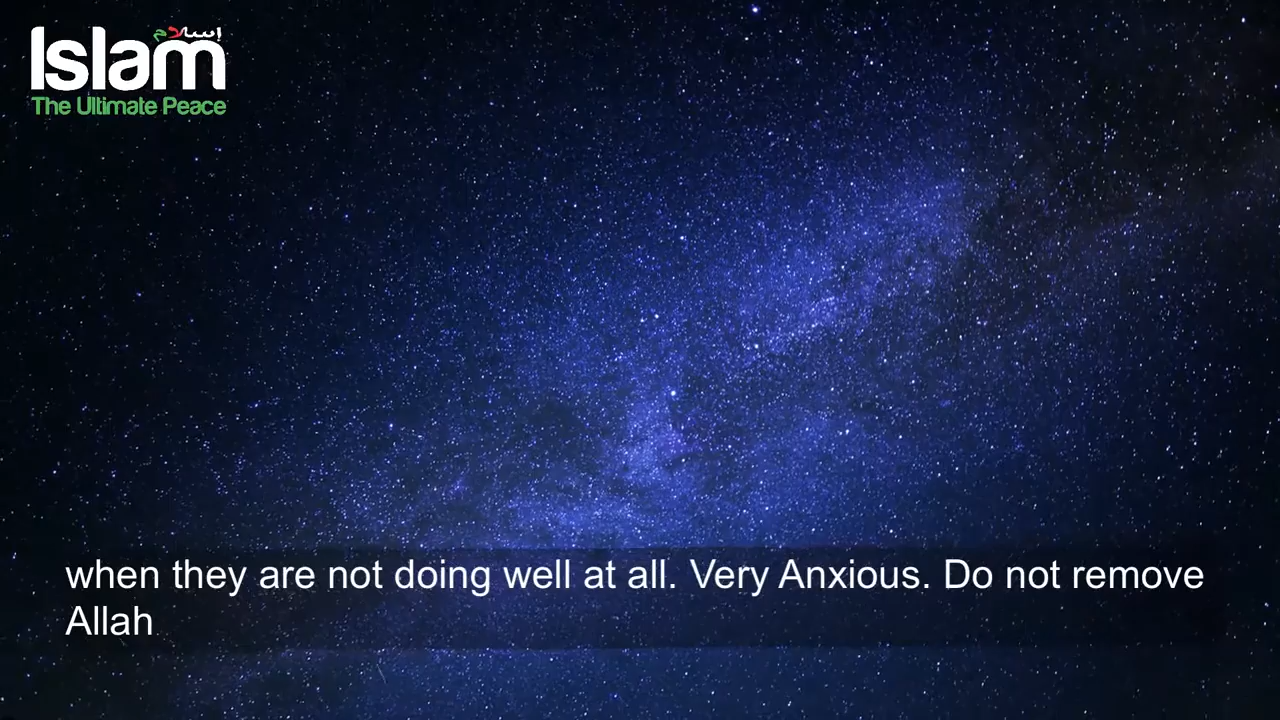 إسلام
Islam
The Ultimate Peace
when they are not doing well at all. Very Anxious. Do not remove
Allah